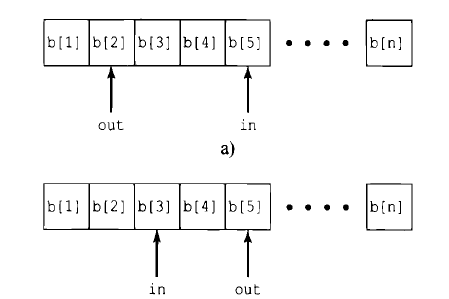 b[1] b[2] b[3] b[4] b[5] • • • • b[n]
out in
a)
b[1] b[2] b[3] b[4] b[5] • • • • b[n]
in out